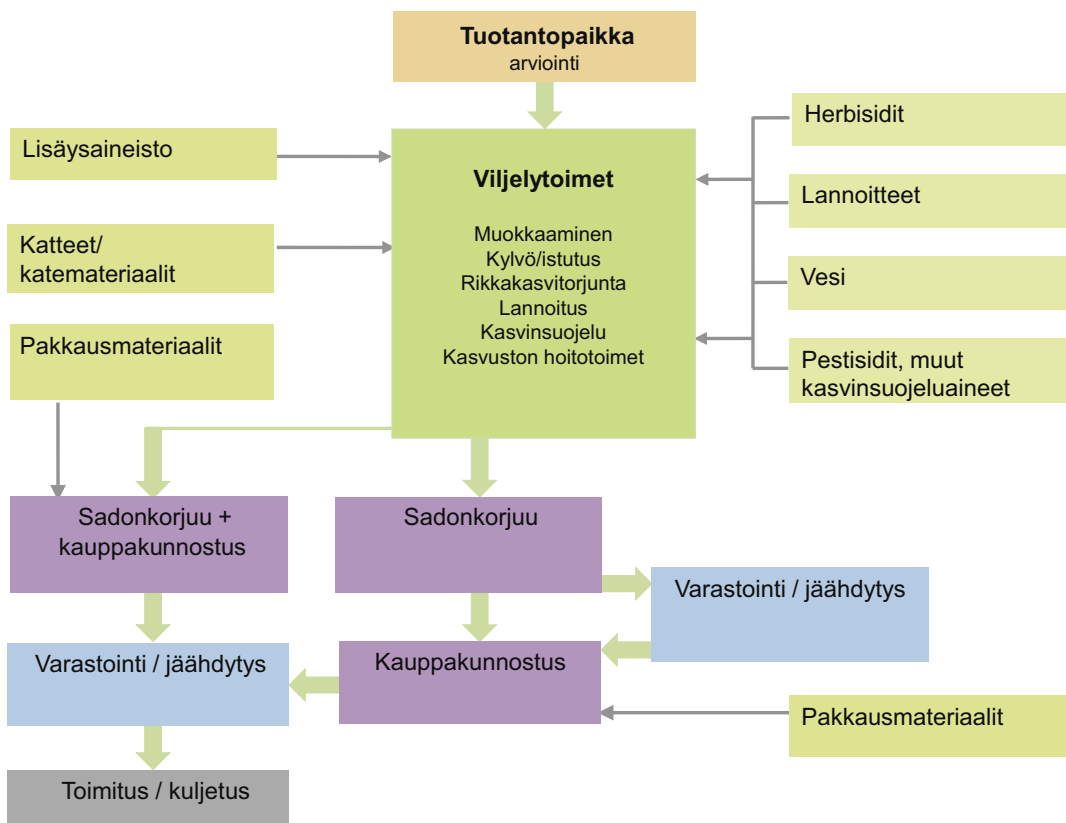 Tuotantopaikka
arviointi
Lisäysaineisto
Katteet/
katemateriaalit
Pakkausmateriaalit
Viljelytoimet
Muokkaaminen
Kylvö/istutus
Rikkakasvitorjunta
Lannoitus
Kasvinsuojelu
Kasvuston hoitotoimet
Herbisidit
Lannoitteet
Vesi
Pestisidit, muut
kasvinsuojeluaineet
Sadonkorjuu +
kauppakunnostus
Sadonkorjuu
Varastointi / jäähdytys
Varastointi / jäähdytys
Kauppakunnostus
Pakkausmateriaalit
Toimitus / kuljetus